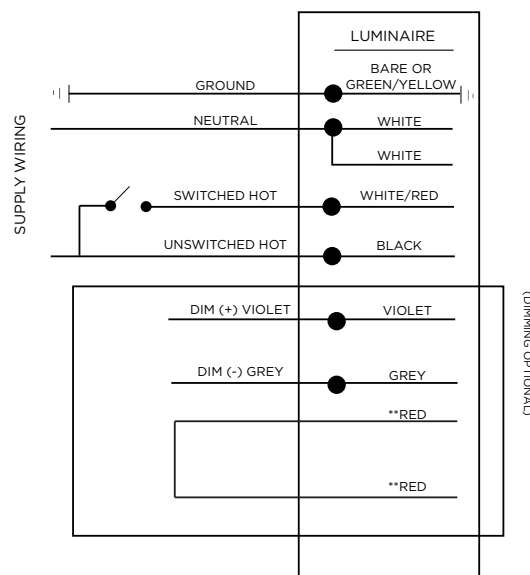 LUMINAIRE
GROUND
BARE OR
GREEN/YELLOW
NEUTRAL
WHITE
WHITE
SUPPLY WIRING
SWITCHED HOT
WHITE/RED
UNSWITCHED HOT
BLACK
DIM (+) VIOLET
VIOLET
(DIMMING OPTIONAL)
DIM (-) GREY
GREY
**RED
**RED